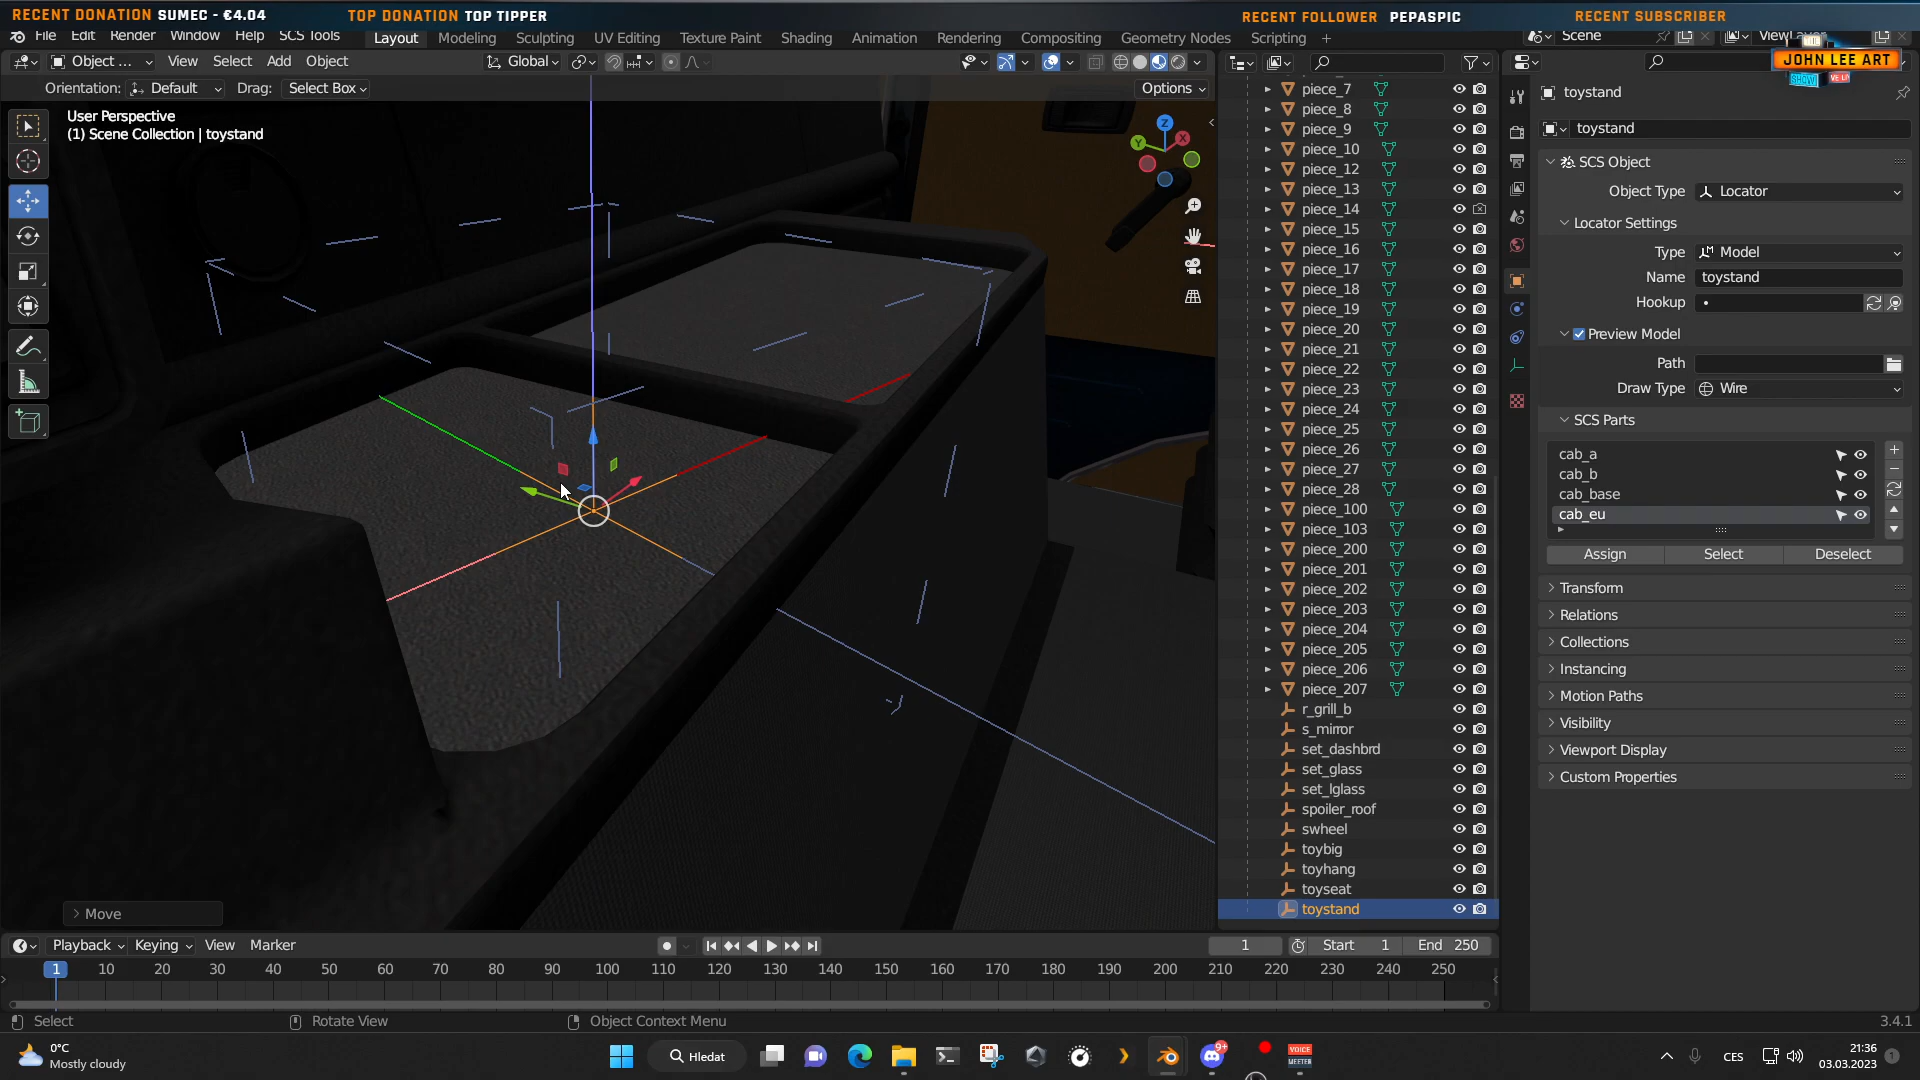 RECENT DONATION SUMEC - €4.04
TOP DONATION TOP TIPPER
RECENT FOLLOWER PEPASPIC
RECENT SUBSCRIBER
File Edit Render Window Help SCS Tools
Layout Modeling Sculpting UV Editing Texture Paint Shading Animation Rendering Compositing Geometry Nodes Scripting +
Scene
ViewLayer
JOHN LEE ART
Object ... View Select Add Object
Global
Orientation: Default Drag: Select Box
Options
User Perspective
(1) Scene Collection | toystand
Z
Y
X
Move
piece_7
piece_8
piece_9
piece_10
piece_12
piece_13
piece_14
piece_15
piece_16
piece_17
piece_18
piece_19
piece_20
piece_21
piece_22
piece_23
piece_24
piece_25
piece_26
piece_27
piece_28
piece_100
piece_103
piece_200
piece_201
piece_202
piece_203
piece_204
piece_205
piece_206
piece_207
r_grill_b
s_mirror
set_dashbrd
set_glass
set_lglass
spoiler_roof
swheel
toybig
toyhang
toyseat
toystand
toystand
toystand
SCS Object
Object Type Locator
Locator Settings
Type Model
Name toystand
Hookup
Preview Model
Path
Draw Type Wire
SCS Parts
cab_a
cab_b
cab_base
cab_eu
Assign Select Deselect
Transform
Relations
Collections
Instancing
Motion Paths
Visibility
Viewport Display
Custom Properties
Playback Keying View Marker
1 Start 1 End 250
1 10 20 30 40 50 60 70 80 90 100 110 120 130 140 150 160 170 180 190 200 210 220 230 240 250
Select Rotate View Object Context Menu
3.4.1
0°C
Mostly cloudy
Hledat
9+
VOICE
MEETER
CES
21:36
03.03.2023
1